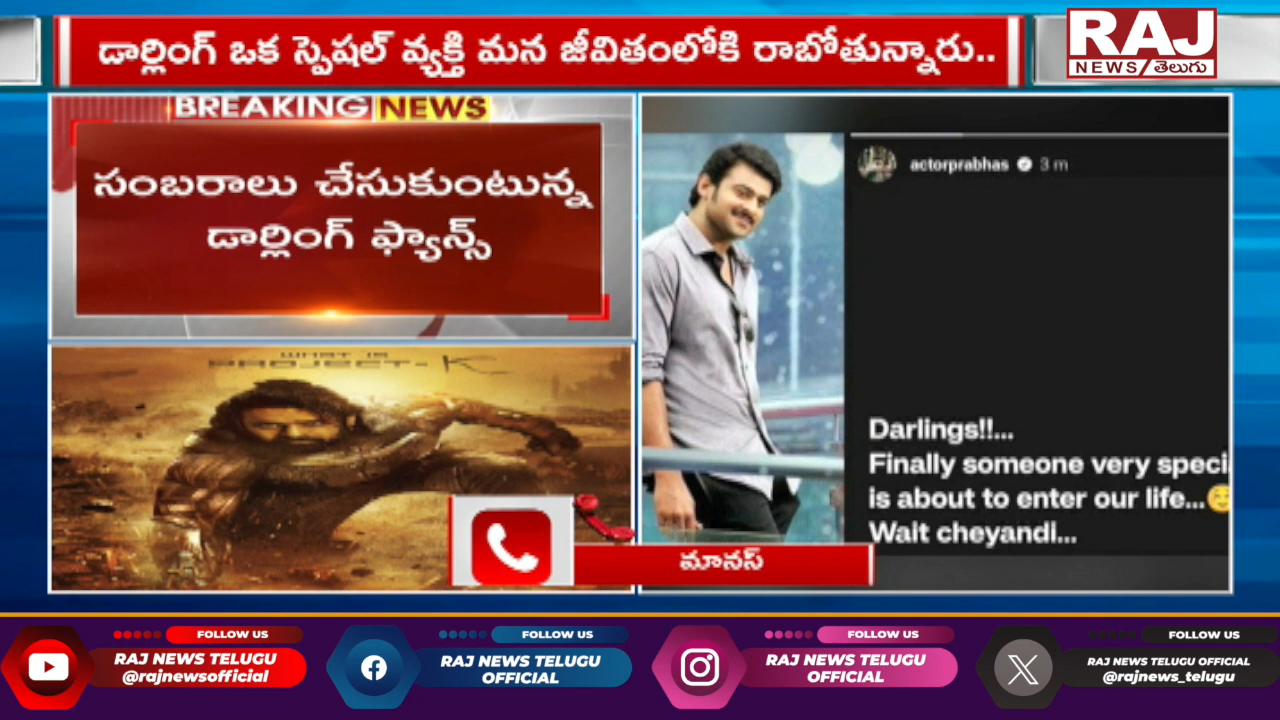 డార్లింగ్ ఒక స్పెషల్ వ్యక్తి మన జీవితంలోకి రాబోతున్నారు..
RAJ
NEWS తెలుగు
BREAKING NEWS
సంబరాలు చేసుకుంటున్న
డార్లింగ్ ఫ్యాన్స్
actorprabhas 3 m
WHAT IS
PROJECT-K
Darlings!!...
Finally someone very speci
is about to enter our life...☺️
Wait cheyandi...
మానస్
FOLLOW US
RAJ NEWS TELUGU
@rajnewsofficial
FOLLOW US
RAJ NEWS TELUGU
OFFICIAL
FOLLOW US
RAJ NEWS TELUGU
OFFICIAL
FOLLOW US
RAJ NEWS TELUGU OFFICIAL
@rajnews_telugu